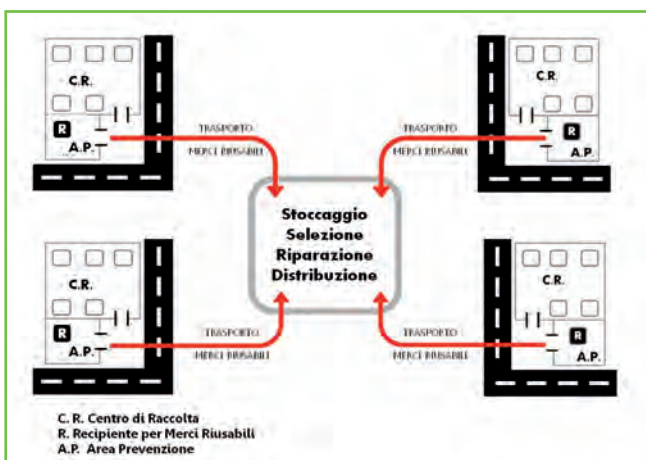 C.R.
R
A.P.
TRASPORTO
MERCI RIUSABILI
C.R.
R
A.P.
TRASPORTO
MERCI RIUSABILI
Stoccaggio
Selezione
Riparazione
Distribuzione
C.R.
R
A.P.
TRASPORTO
MERCI RIUSABILI
C.R.
R
A.P.
TRASPORTO
MERCI RIUSABILI
C. R. Centro di Raccolta
R. Recipiente per Merci Riusabili
A.P. Area Prevenzione